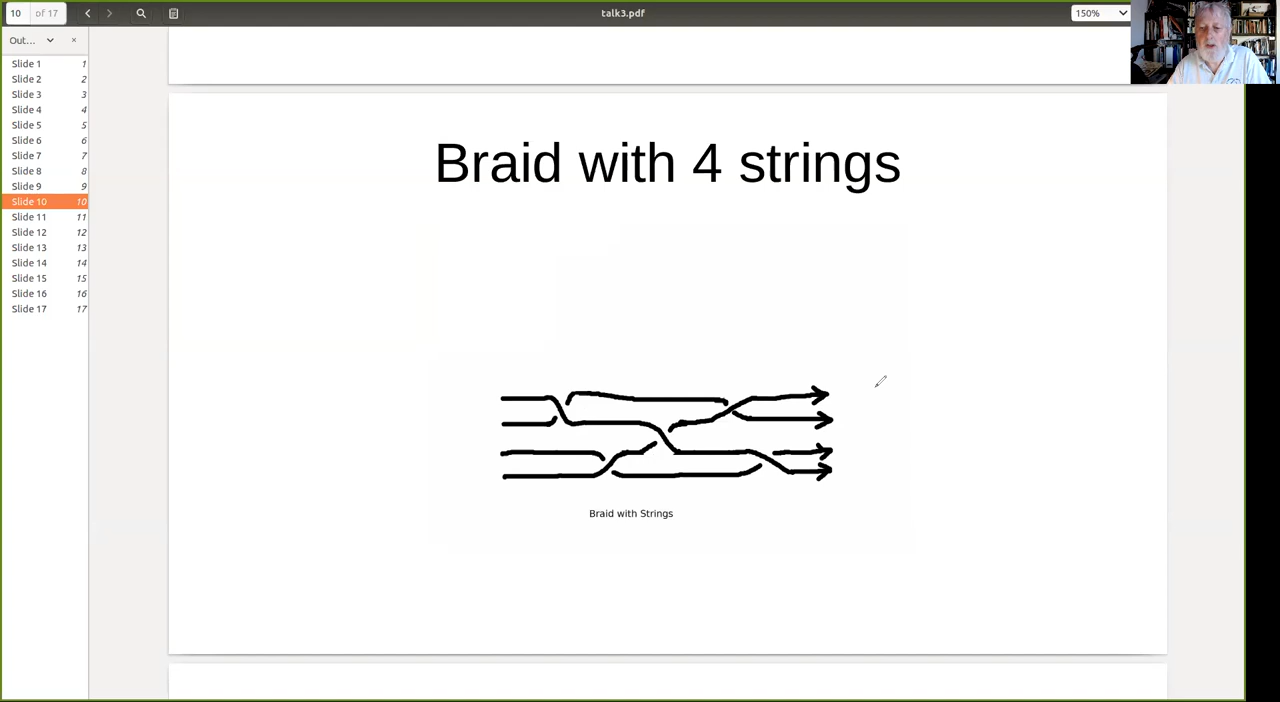 10 of 17
talk3.pdf
150%
Out...
Slide 1 1
Slide 2 2
Slide 3 3
Slide 4 4
Slide 5 5
Slide 6 6
Slide 7 7
Slide 8 8
Slide 9 9
Slide 10 10
Slide 11 11
Slide 12 12
Slide 13 13
Slide 14 14
Slide 15 15
Slide 16 16
Slide 17 17
Braid with 4 strings
Braid with Strings